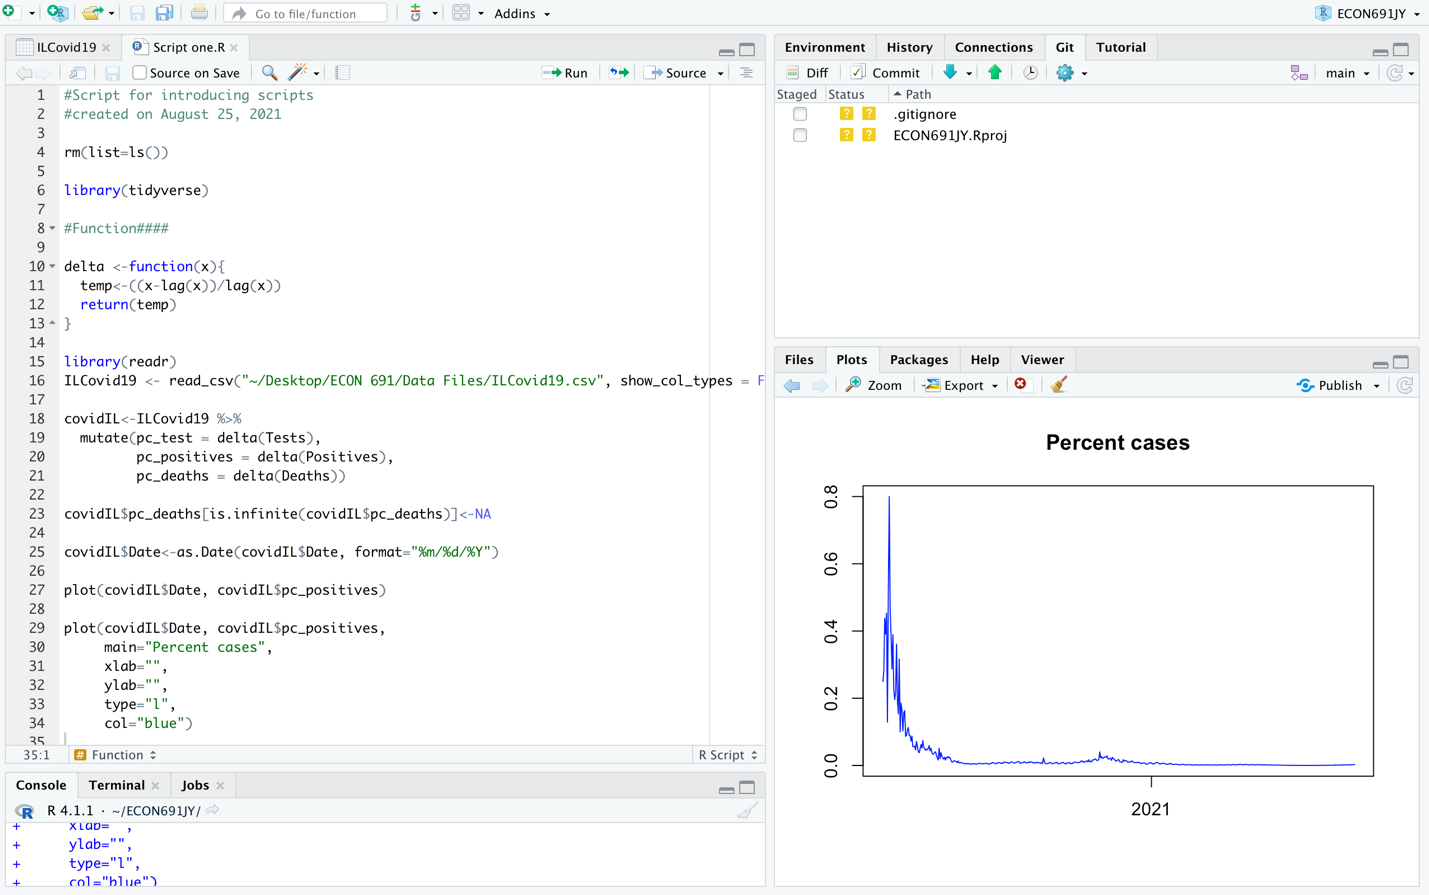 Go to file/function
Addins
ECON691JY
ILCovid19
Script one.R
Source on Save
Run
Source
1 #Script for introducing scripts
2 #created on August 25, 2021
3
4 rm(list=ls())
5
6 library(tidyverse)
7
8 #Function####
9
10 delta <-function(x){
11   temp<-((x-lag(x))/lag(x))
12   return(temp)
13 }
14
15 library(readr)
16 ILCovid19 <- read_csv("~/Desktop/ECON 691/Data Files/ILCovid19.csv", show_col_types = F
17
18 covidIL<-ILCovid19 %>%
19   mutate(pc_test = delta(Tests),
20          pc_positives = delta(Positives),
21          pc_deaths = delta(Deaths))
22
23 covidIL$pc_deaths[is.infinite(covidIL$pc_deaths)]<-NA
24
25 covidIL$Date<-as.Date(covidIL$Date, format="%m/%d/%Y")
26
27 plot(covidIL$Date, covidIL$pc_positives)
28
29 plot(covidIL$Date, covidIL$pc_positives,
30      main="Percent cases",
31      xlab="",
32      ylab="",
33      type="l",
34      col="blue")
35
35:1 # Function R Script
Console Terminal Jobs
R 4.1.1 · ~/ECON691JY/
+      xlab="",
+      ylab="",
+      type="l",
+      col="blue")
Environment History Connections Git Tutorial
Diff Commit main
Staged Status Path
? ? .gitignore
? ? ECON691JY.Rproj
Files Plots Packages Help Viewer
Zoom Export Publish
Percent cases
0.8
0.6
0.4
0.2
0.0
2021